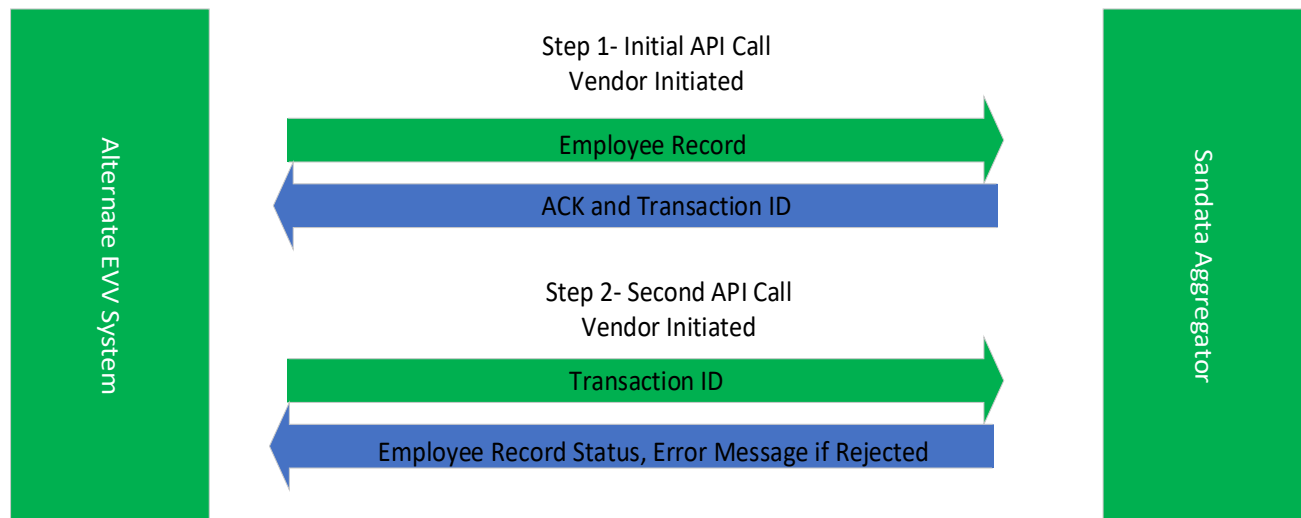 Alternate EVV System
Step 1- Initial API Call
Vendor Initiated
Employee Record
ACK and Transaction ID
Step 2- Second API Call
Vendor Initiated
Transaction ID
Employee Record Status, Error Message if Rejected
Sandata Aggregator